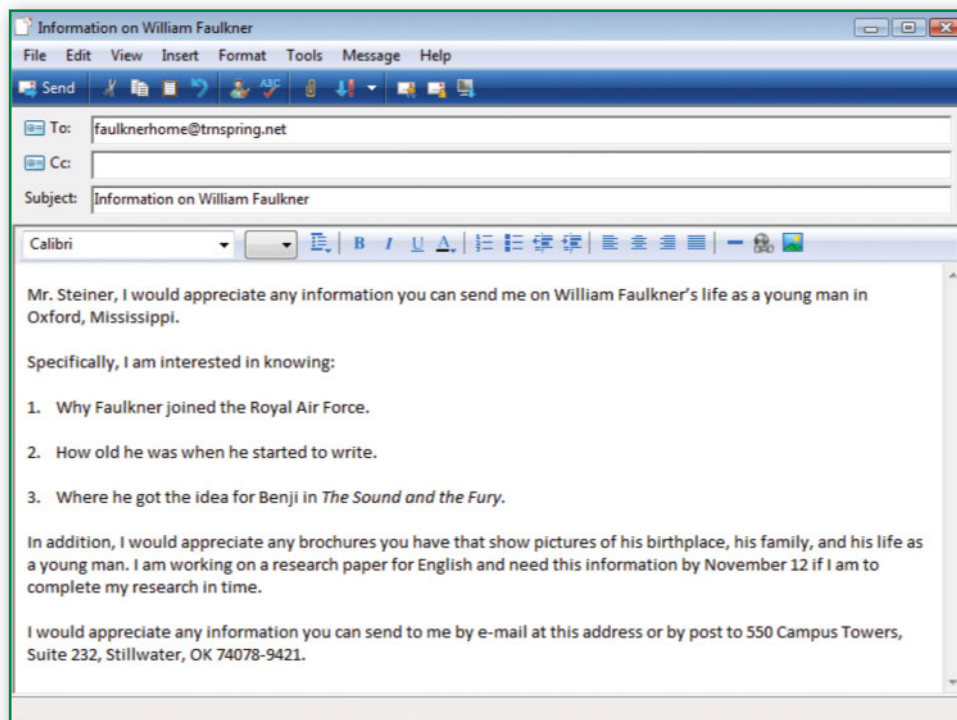 Information on William Faulkner
File Edit View Insert Format Tools Message Help
Send ABC
To: faulknerhome@trnspring.net
Cc:
Subject: Information on William Faulkner
Calibri B I U A
Mr. Steiner, I would appreciate any information you can send me on William Faulkner's life as a young man in
Oxford, Mississippi.
Specifically, I am interested in knowing:
1. Why Faulkner joined the Royal Air Force.
2. How old he was when he started to write.
3. Where he got the idea for Benji in The Sound and the Fury.
In addition, I would appreciate any brochures you have that show pictures of his birthplace, his family, and his life as
a young man. I am working on a research paper for English and need this information by November 12 if I am to
complete my research in time.
I would appreciate any information you can send to me by e-mail at this address or by post to 550 Campus Towers,
Suite 232, Stillwater, OK 74078-9421.